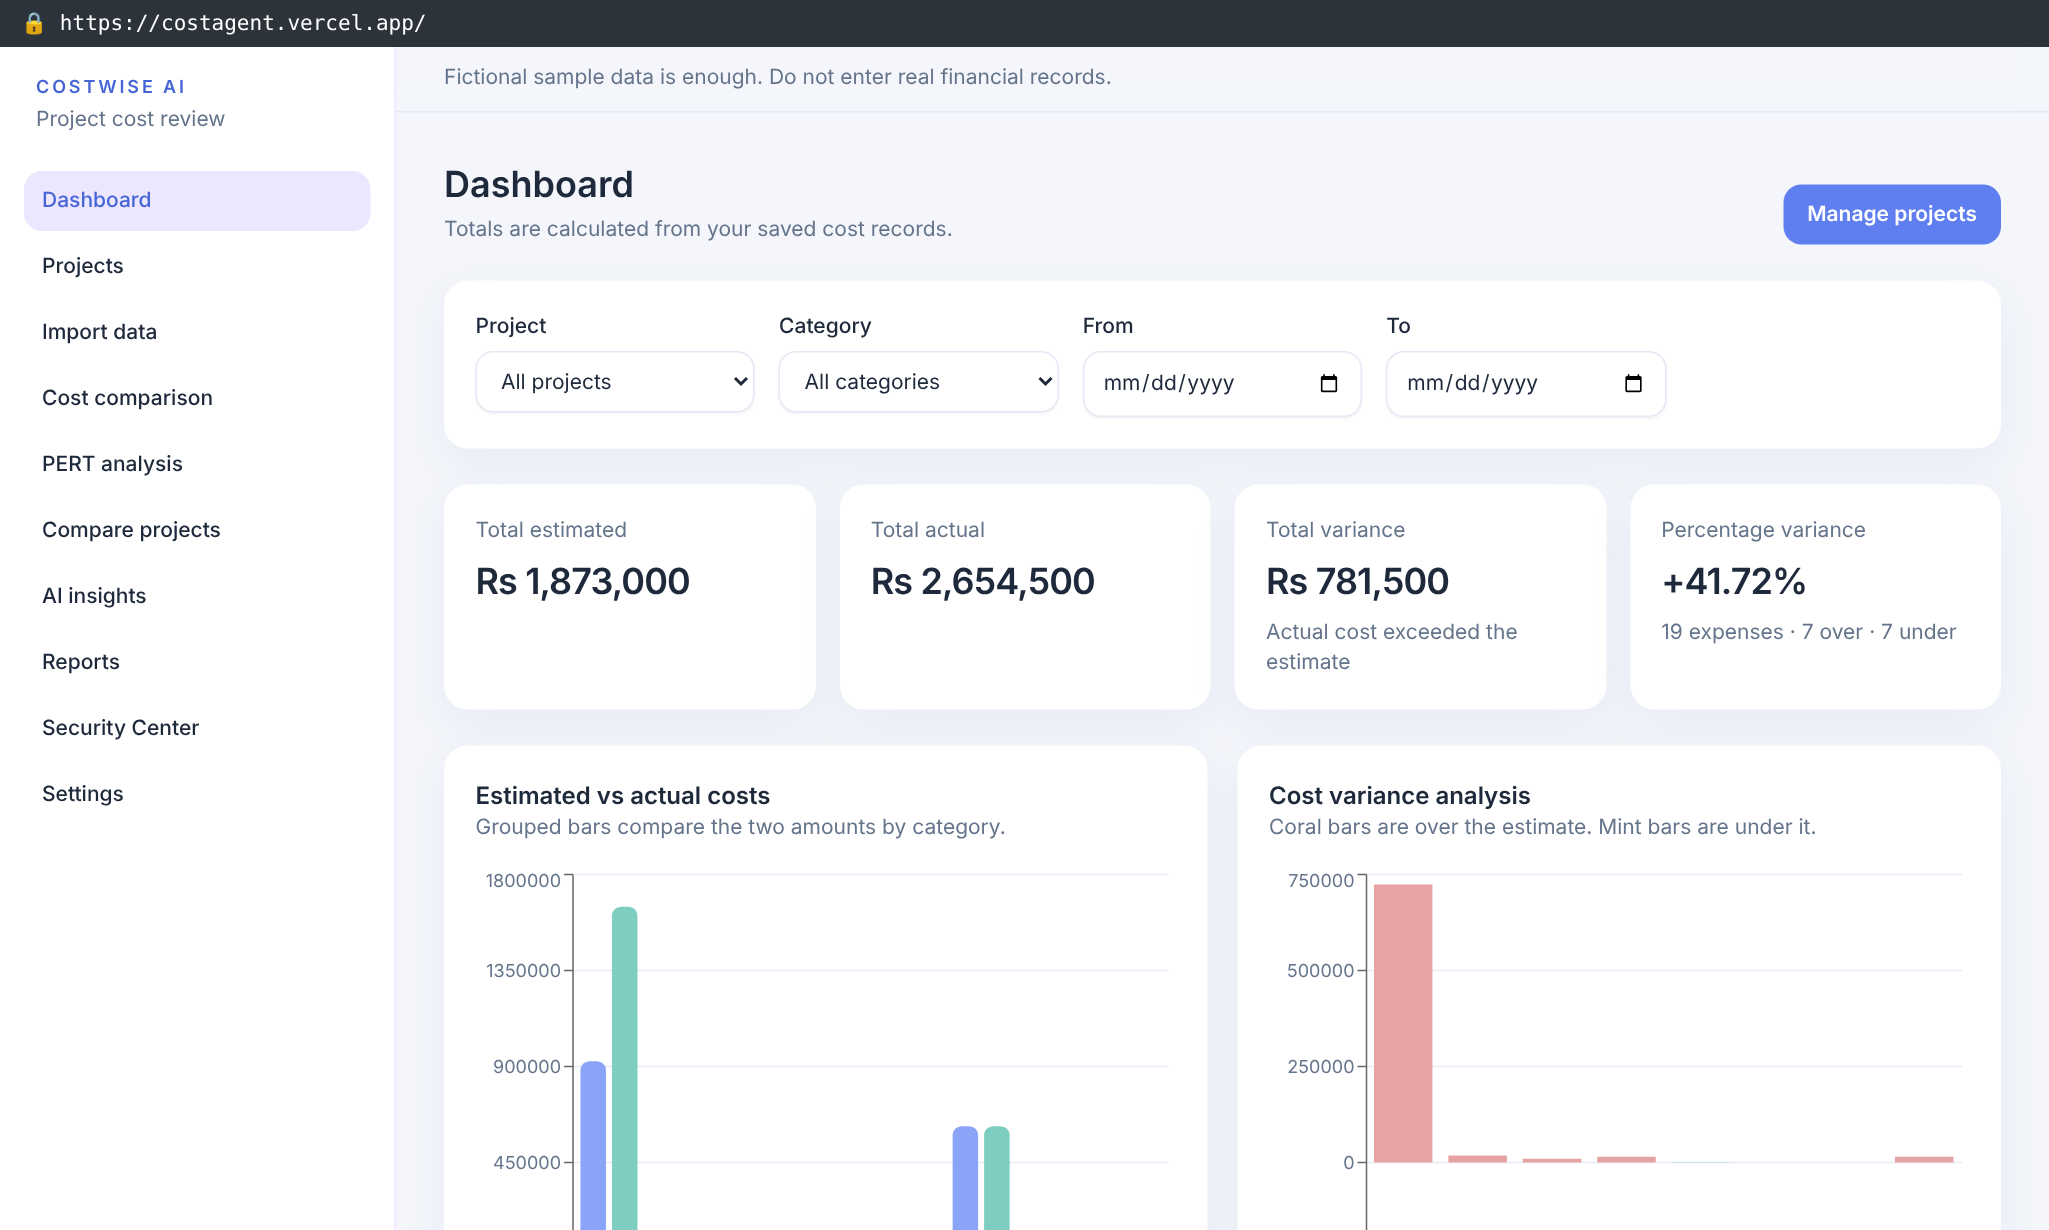 https://costagent.vercel.app/
COSTWISE AI
Project cost review
Dashboard
Projects
Import data
Cost comparison
PERT analysis
Compare projects
AI insights
Reports
Security Center
Settings
Fictional sample data is enough. Do not enter real financial records.
Dashboard
Totals are calculated from your saved cost records.
Manage projects
Project
All projects
Category
All categories
From
mm/dd/yyyy
To
mm/dd/yyyy
Total estimated
Rs 1,873,000
Total actual
Rs 2,654,500
Total variance
Rs 781,500
Actual cost exceeded the
estimate
Percentage variance
+41.72%
19 expenses · 7 over · 7 under
Estimated vs actual costs
Grouped bars compare the two amounts by category.
1800000
1350000
900000
450000
Cost variance analysis
Coral bars are over the estimate. Mint bars are under it.
750000
500000
250000
0